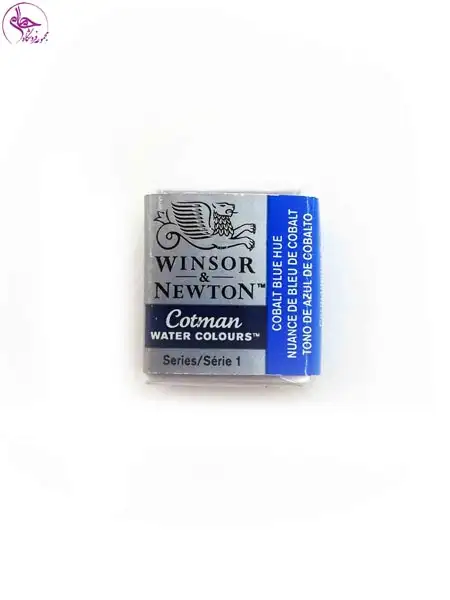 WINSOR
&
NEWTON™
Cotman
WATER COLOURS™
Series/Série 1
COBALT BLUE HUE
NUANCE DE BLEU DE COBALT
TONO DE AZUL DE COBALTO